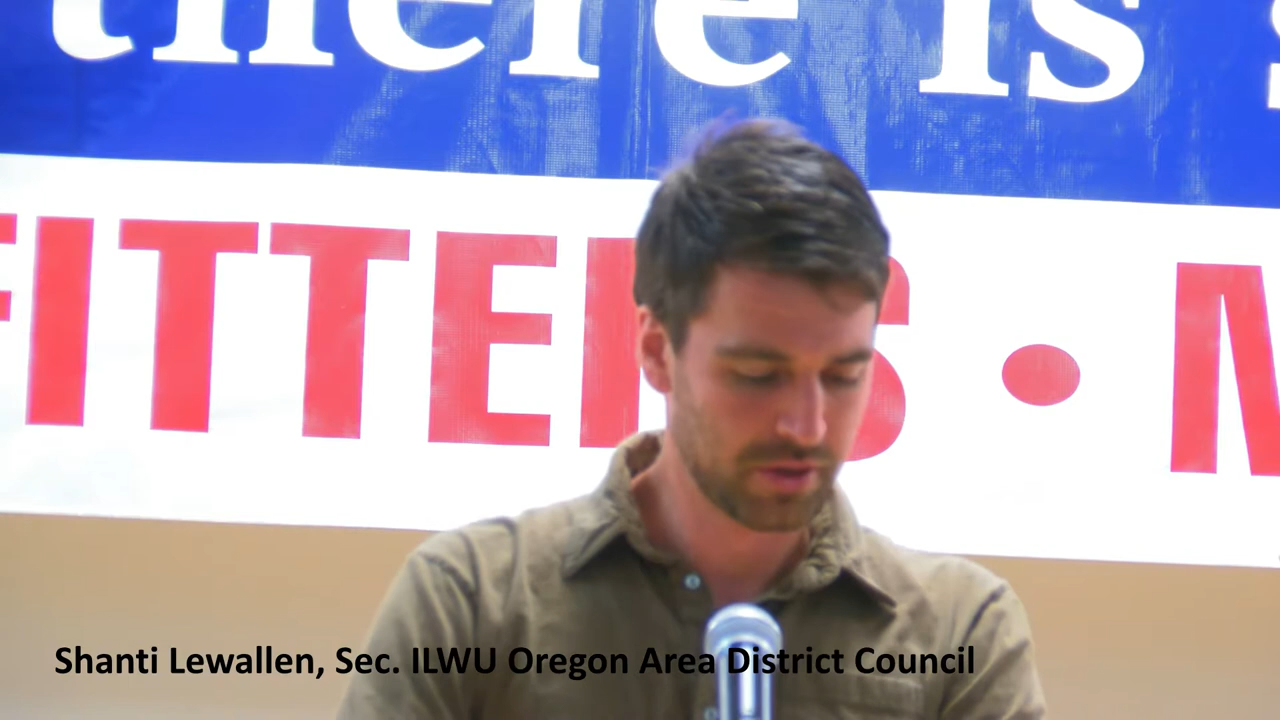 there is
FITTERS •
Shanti Lewallen, Sec. ILWU Oregon Area District Council